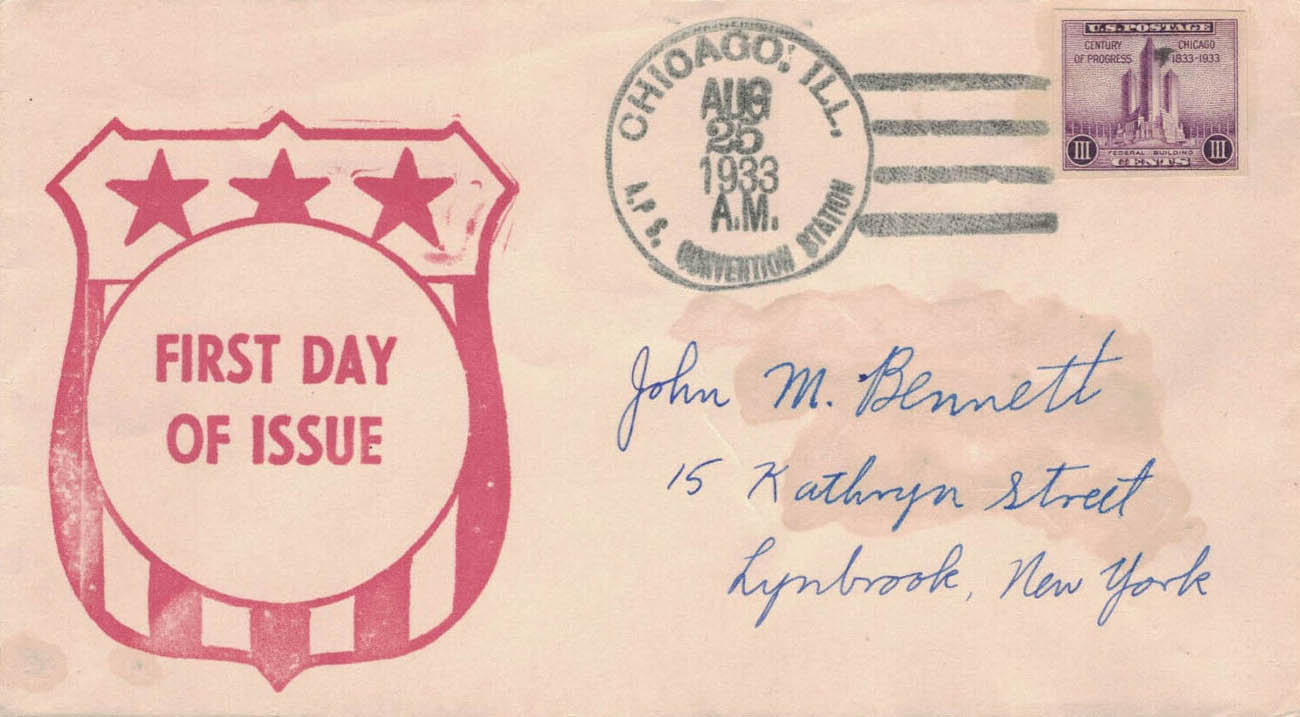 CHICAGO, ILL.
AUG
25
1933
A.M.
A.P.S. CONVENTION STATION
U.S. POSTAGE
CENTURY OF PROGRESS
CHICAGO 1833-1933
FEDERAL BUILDING
III CENTS III
FIRST DAY
OF ISSUE
John M. Bennett
15 Kathryn Street
Lynbrook, New York